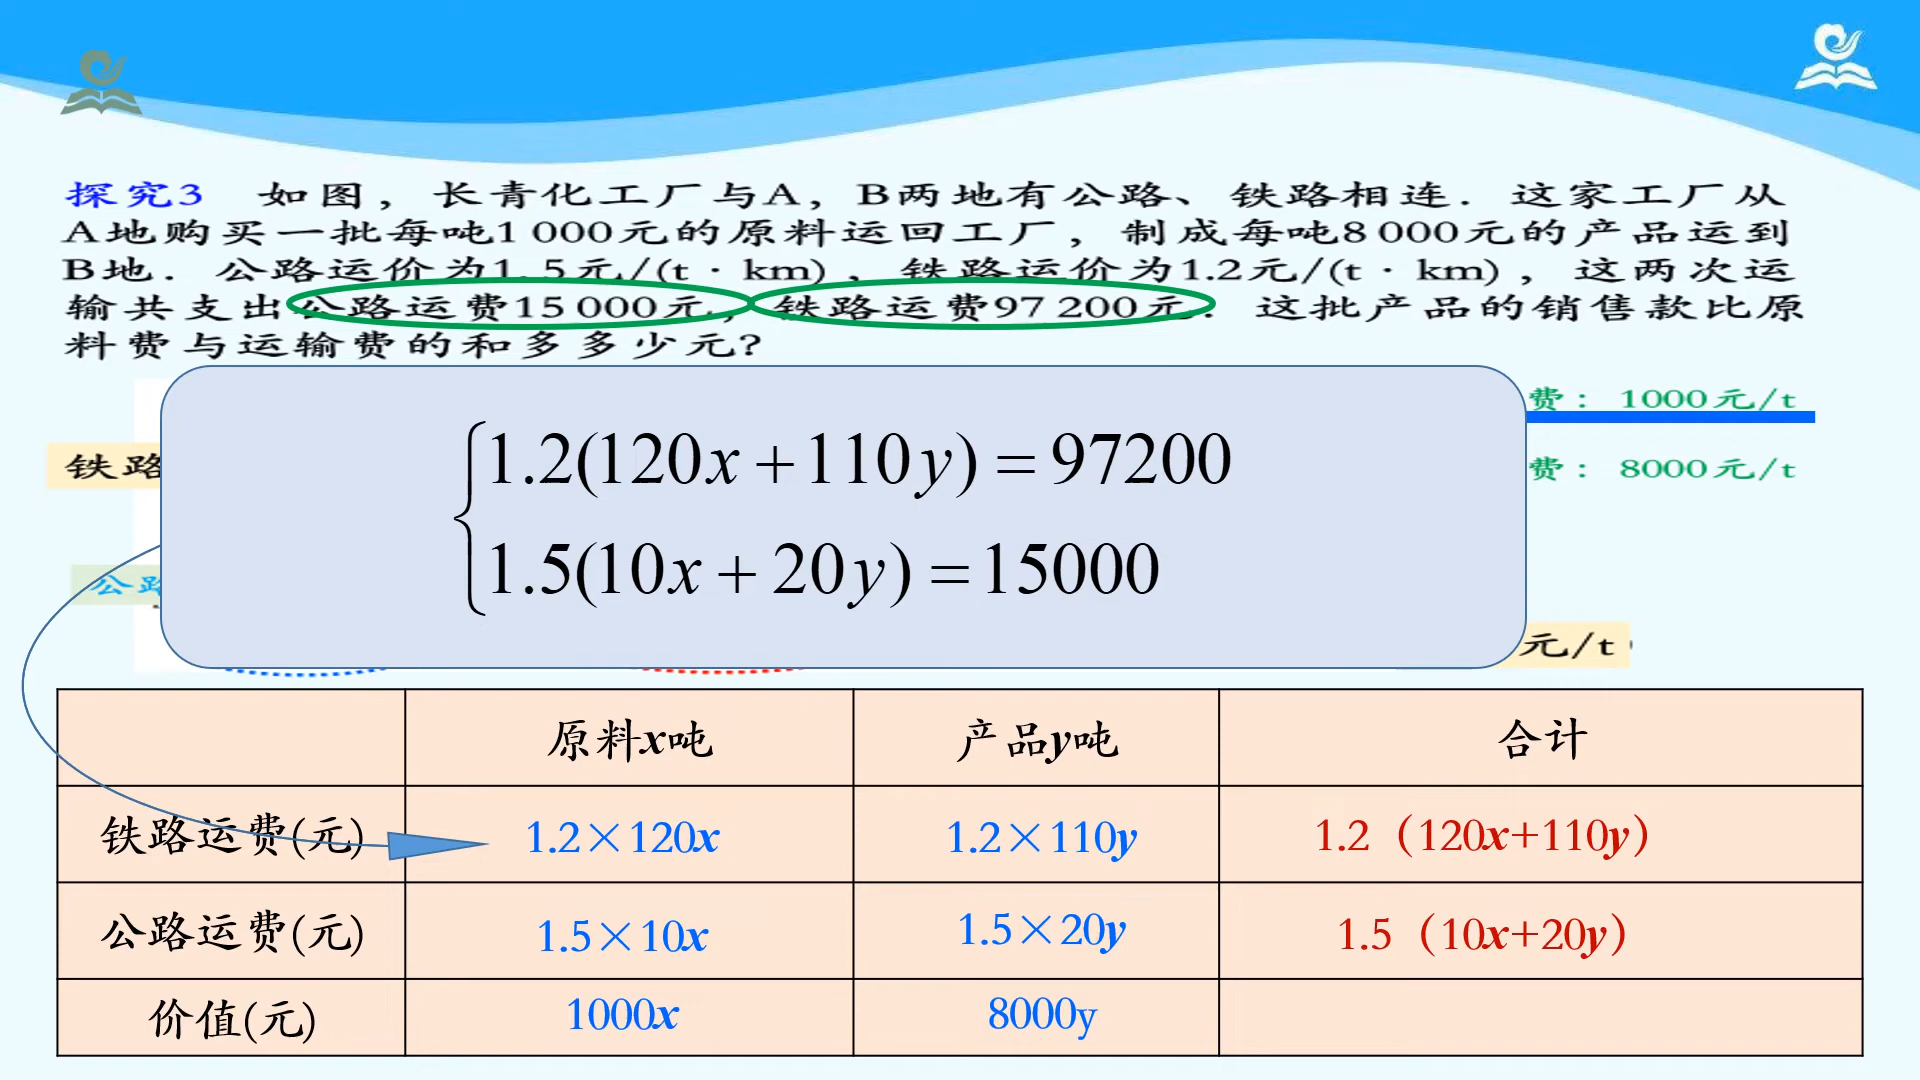 探究3 如图，长青化工厂与A，B两地有公路、铁路相连．这家工厂从
A地购买一批每吨1 000元的原料运回工厂，制成每吨8 000元的产品运到
B地．公路运价为1.5元/(t·km)，铁路运价为1.2元/(t·km)，这两次运
输共支出公路运费15 000元，铁路运费97 200元．这批产品的销售款比原
料费与运输费的和多多少元?
费：1000元/t
1.2(120x+110y)=97200
铁路
费：8000元/t
1.5(10x+20y)=15000
公路
元/t
原料x吨 产品y吨 合计
铁路运费(元) 1.2×120x 1.2×110y 1.2（120x+110y）
公路运费(元) 1.5×10x 1.5×20y 1.5（10x+20y）
价值(元) 1000x 8000y